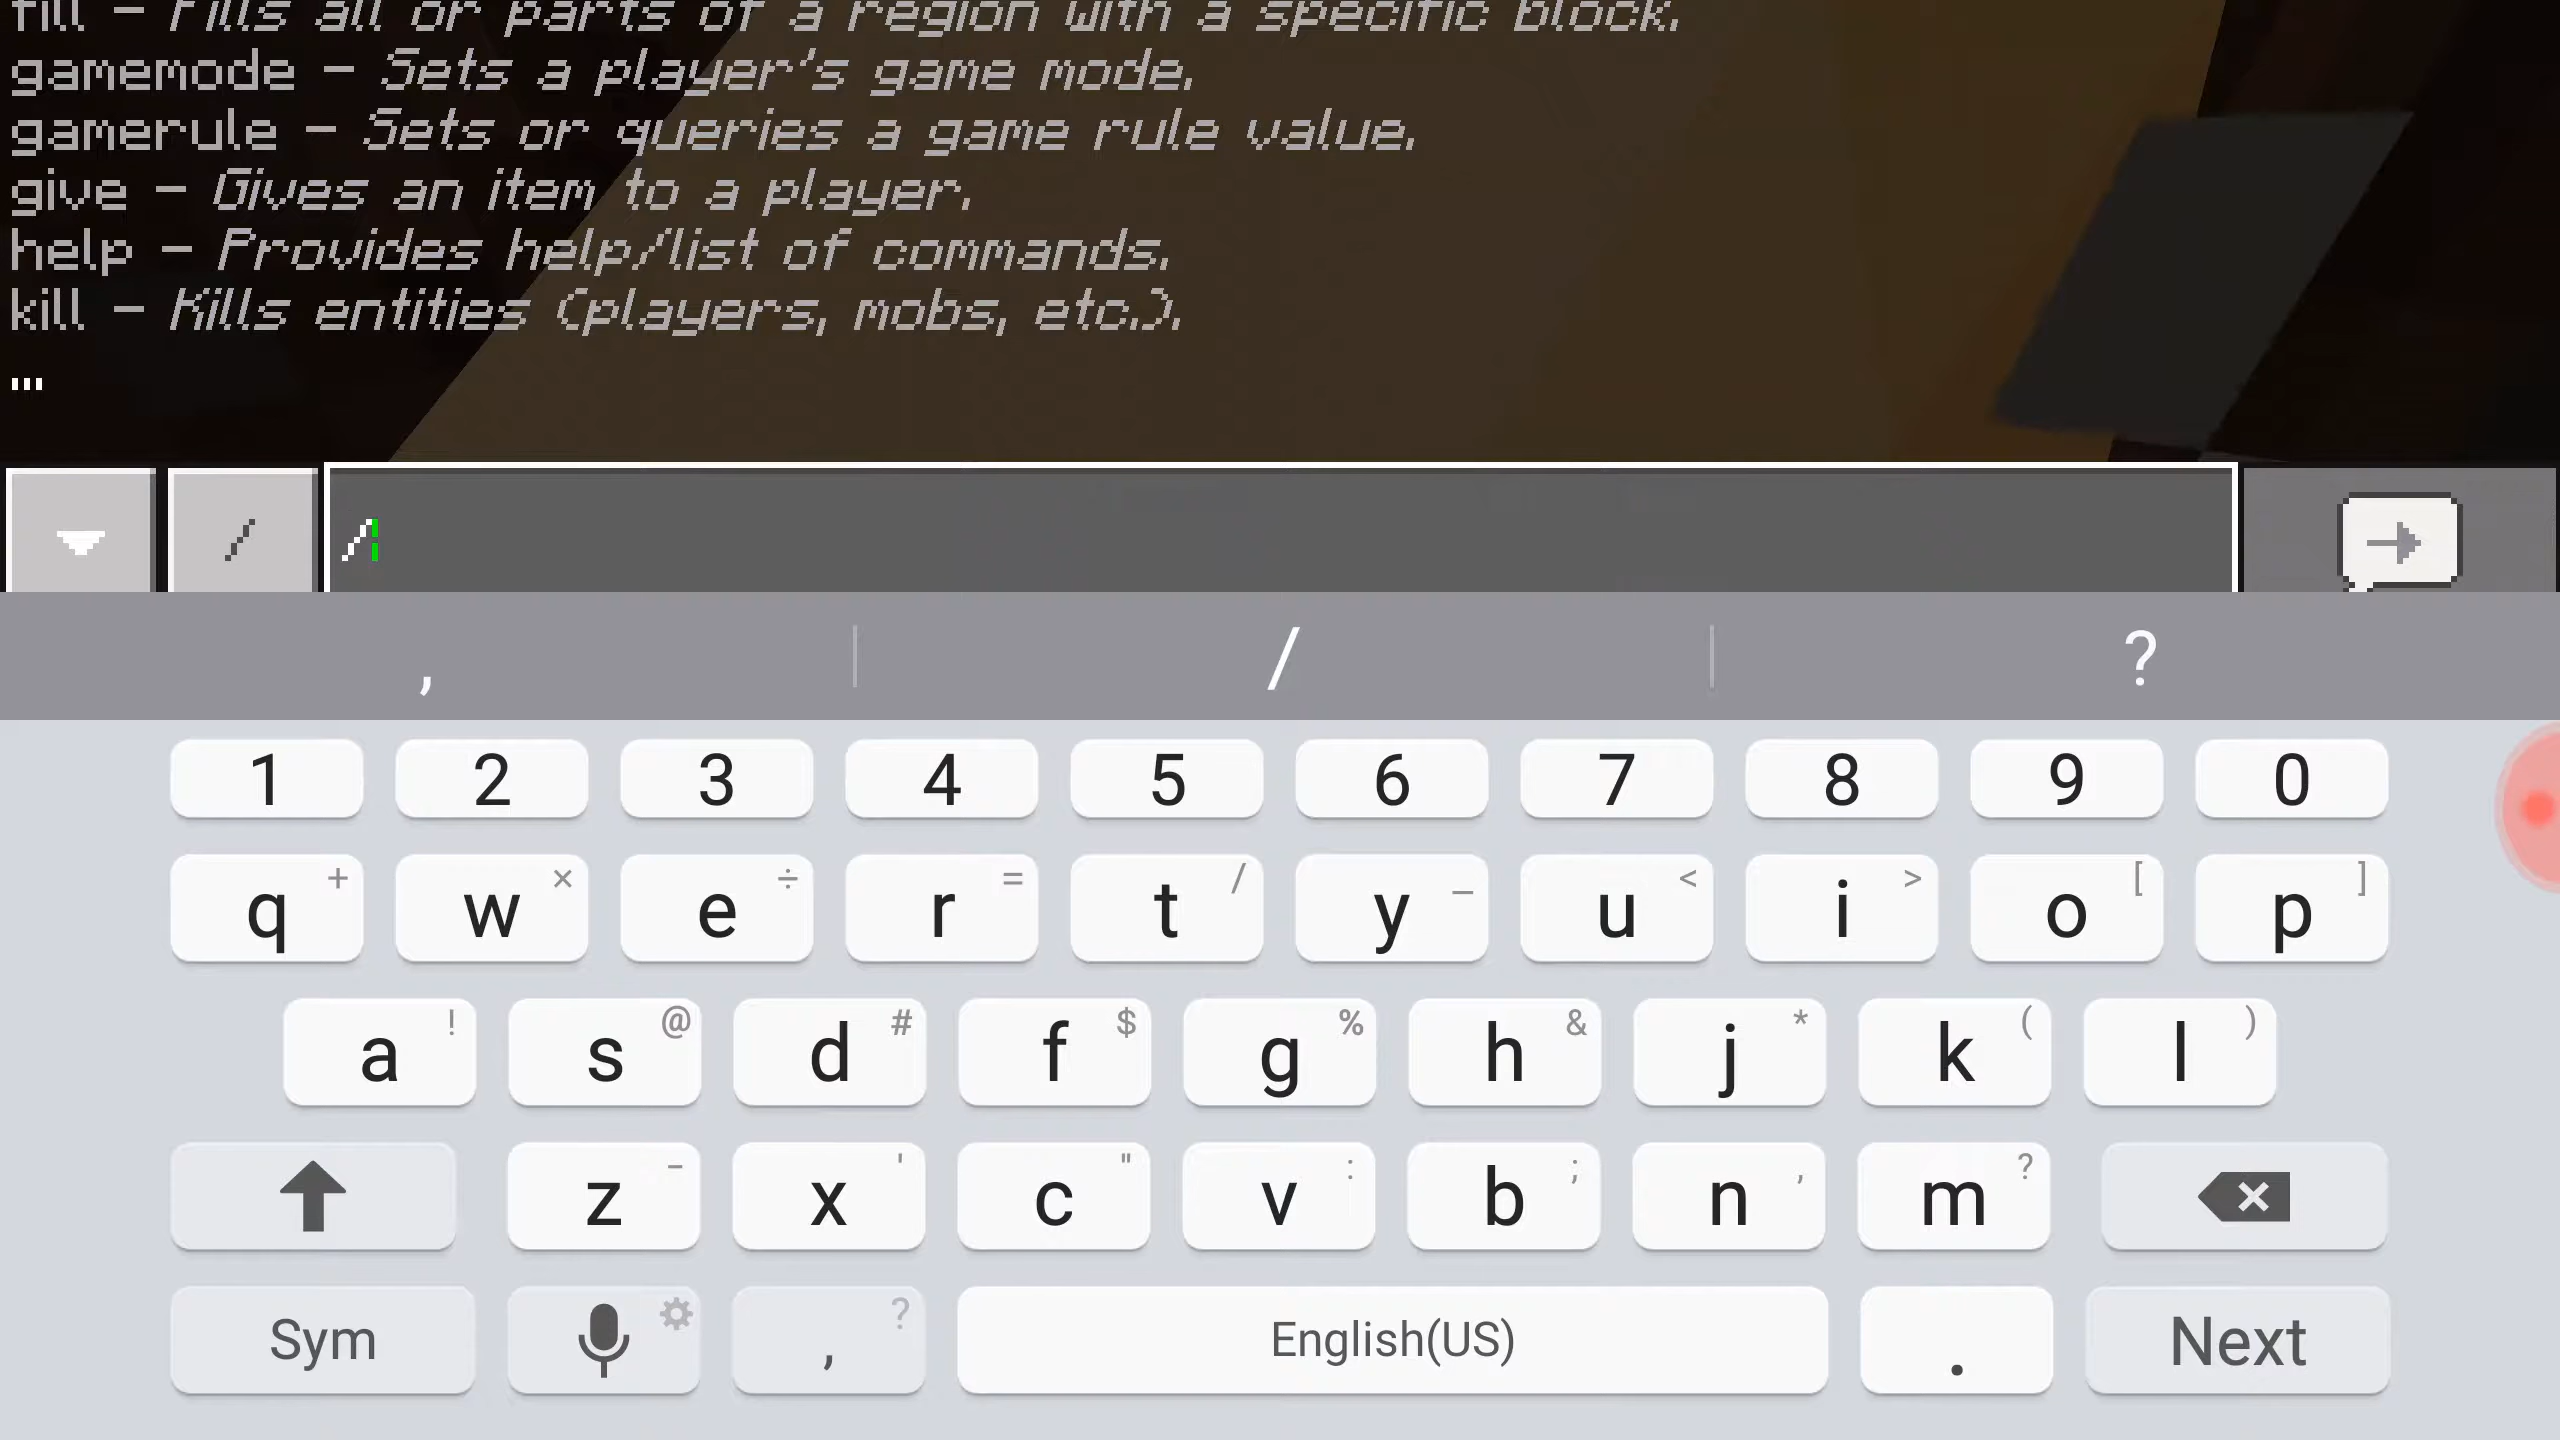 fill - Fills all or parts of a region with a specific block.
gamemode - Sets a player's game mode.
gamerule - Sets or queries a game rule value.
give - Gives an item to a player.
help - Provides help/list of commands.
kill - Kills entities (players, mobs, etc.).
...
/ /
, / ?
1 2 3 4 5 6 7 8 9 0
q + w × e ÷ r = t / y _ u < i > o [ p ]
a ! s @ d # f $ g % h & j * k ( l )
z - x ' c " v : b ; n , m ?
Sym , ? English(US) . Next